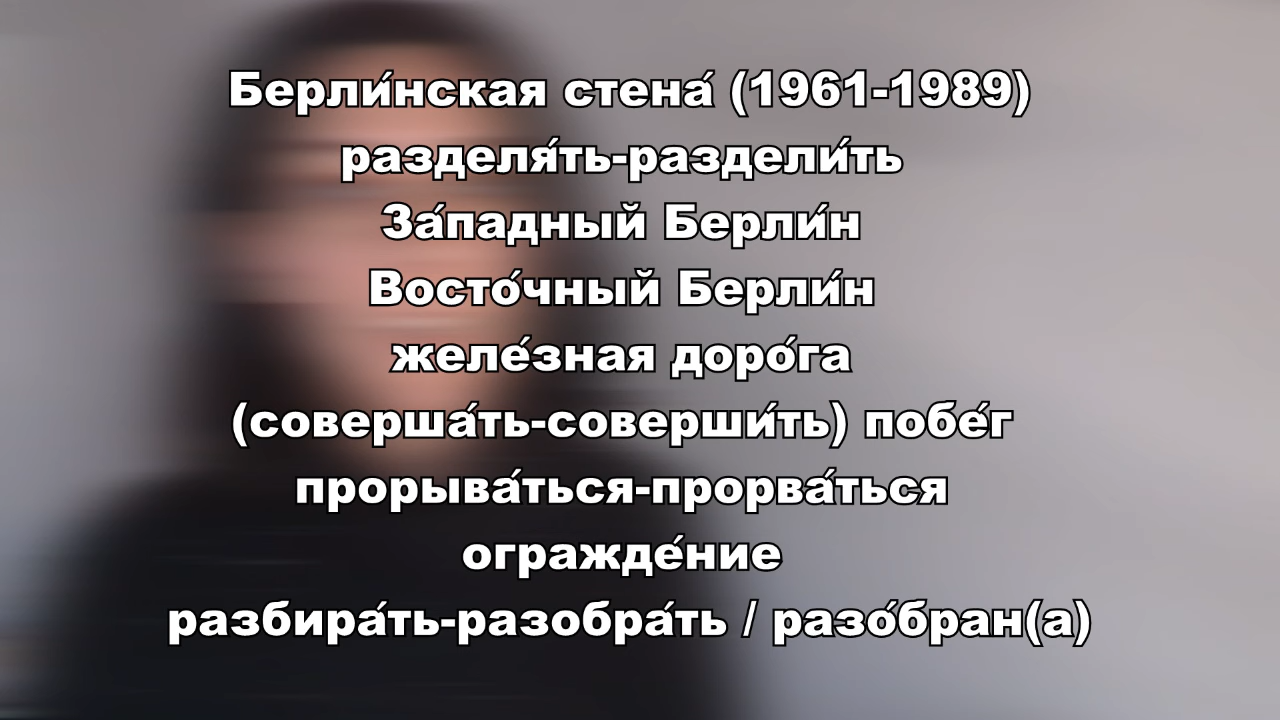 Берли́нская стена́ (1961-1989)
разделя́ть-раздели́ть
За́падный Берли́н
Восто́чный Берли́н
желе́зная доро́га
(соверша́ть-соверши́ть) побе́г
прорыва́ться-прорва́ться
огражде́ние
разбира́ть-разобра́ть / разо́бран(а)